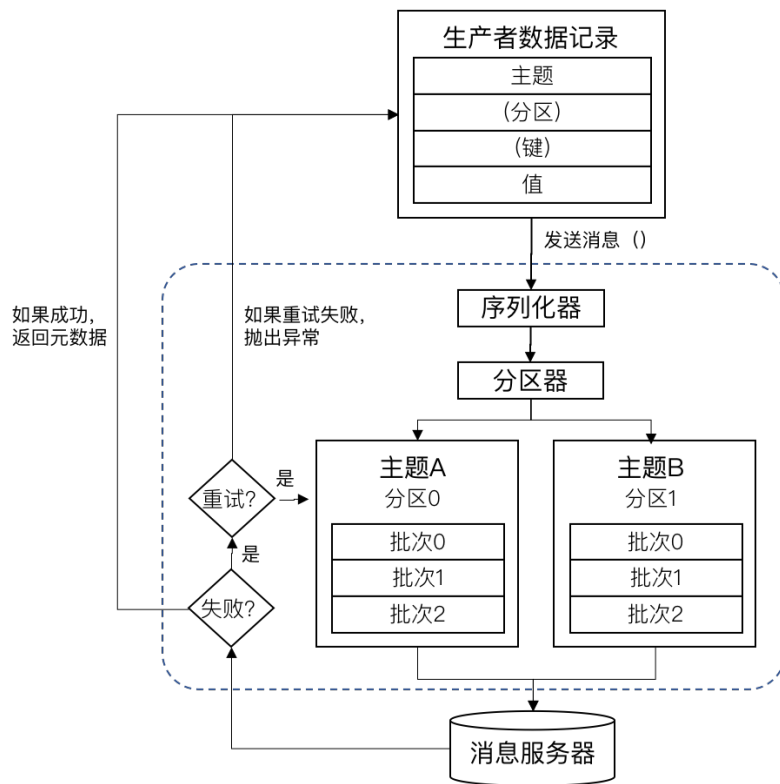 生产者数据记录
主题
(分区)
(键)
值
发送消息（)
如果成功，
返回元数据
如果重试失败，
抛出异常
序列化器
分区器
主题A
分区0
批次0
批次1
批次2
主题B
分区1
批次0
批次1
批次2
重试?
是
是
失败?
消息服务器